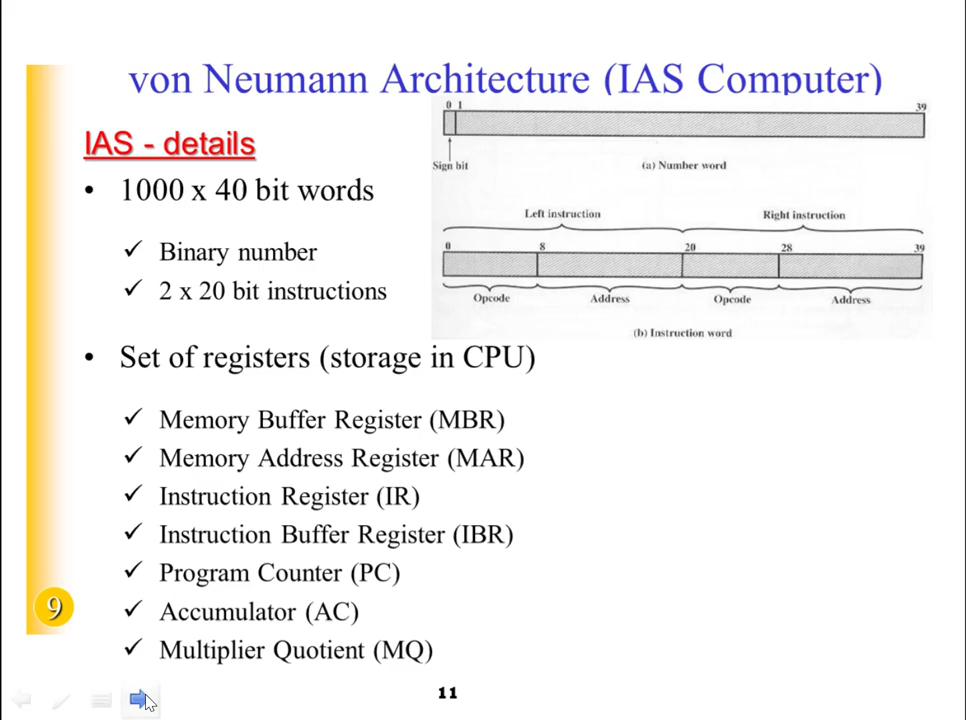 von Neumann Architecture (IAS Computer)
IAS - details
0 1 39
Sign bit
(a) Number word
• 1000 x 40 bit words
✓ Binary number
✓ 2 x 20 bit instructions
Left instruction Right instruction
0 8 20 28 39
Opcode Address Opcode Address
(b) Instruction word
• Set of registers (storage in CPU)
✓ Memory Buffer Register (MBR)
✓ Memory Address Register (MAR)
✓ Instruction Register (IR)
✓ Instruction Buffer Register (IBR)
✓ Program Counter (PC)
✓ Accumulator (AC)
✓ Multiplier Quotient (MQ)
9
11